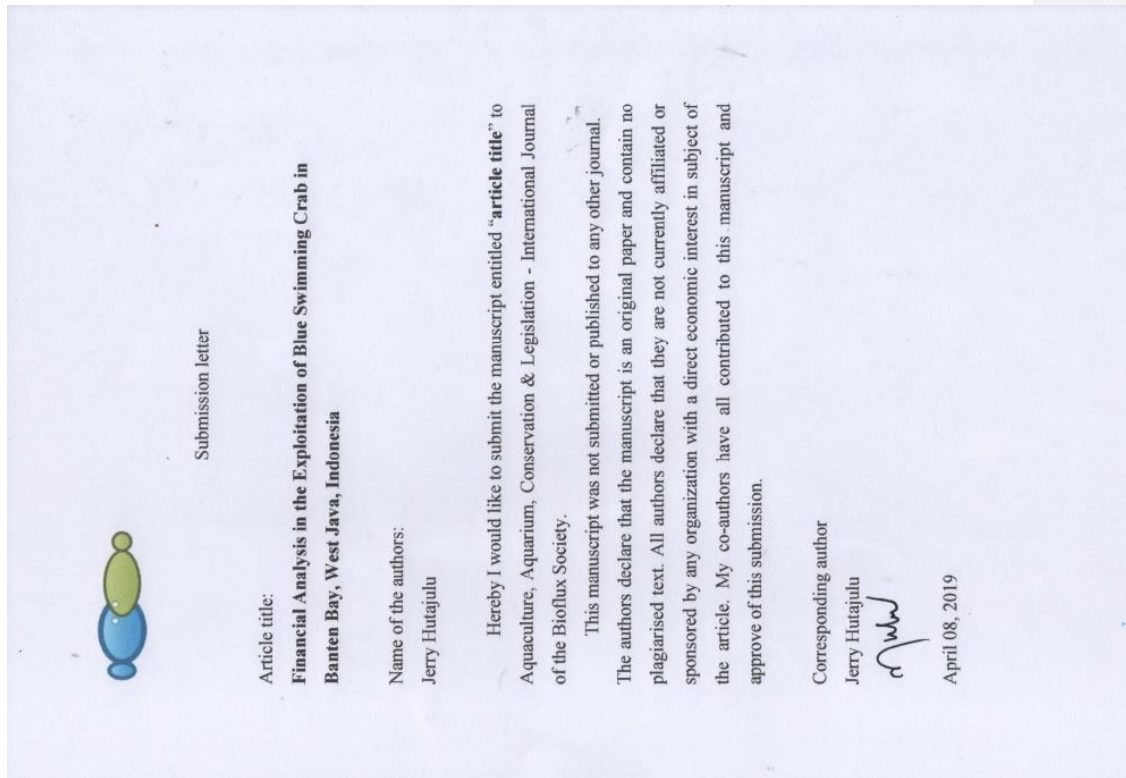 Submission letter
Article title:
Financial Analysis in the Exploitation of Blue Swimming Crab in
Banten Bay, West Java, Indonesia
Name of the authors:
Jerry Hutajulu
Hereby I would like to submit the manuscript entitled “article title” to
Aquaculture, Aquarium, Conservation & Legislation - International Journal
of the Bioflux Society.
This manuscript was not submitted or published to any other journal.
The authors declare that the manuscript is an original paper and contain no
plagiarised text. All authors declare that they are not currently affiliated or
sponsored by any organization with a direct economic interest in subject of
the article. My co-authors have all contributed to this manuscript and
approve of this submission.
Corresponding author
Jerry Hutajulu
April 08, 2019